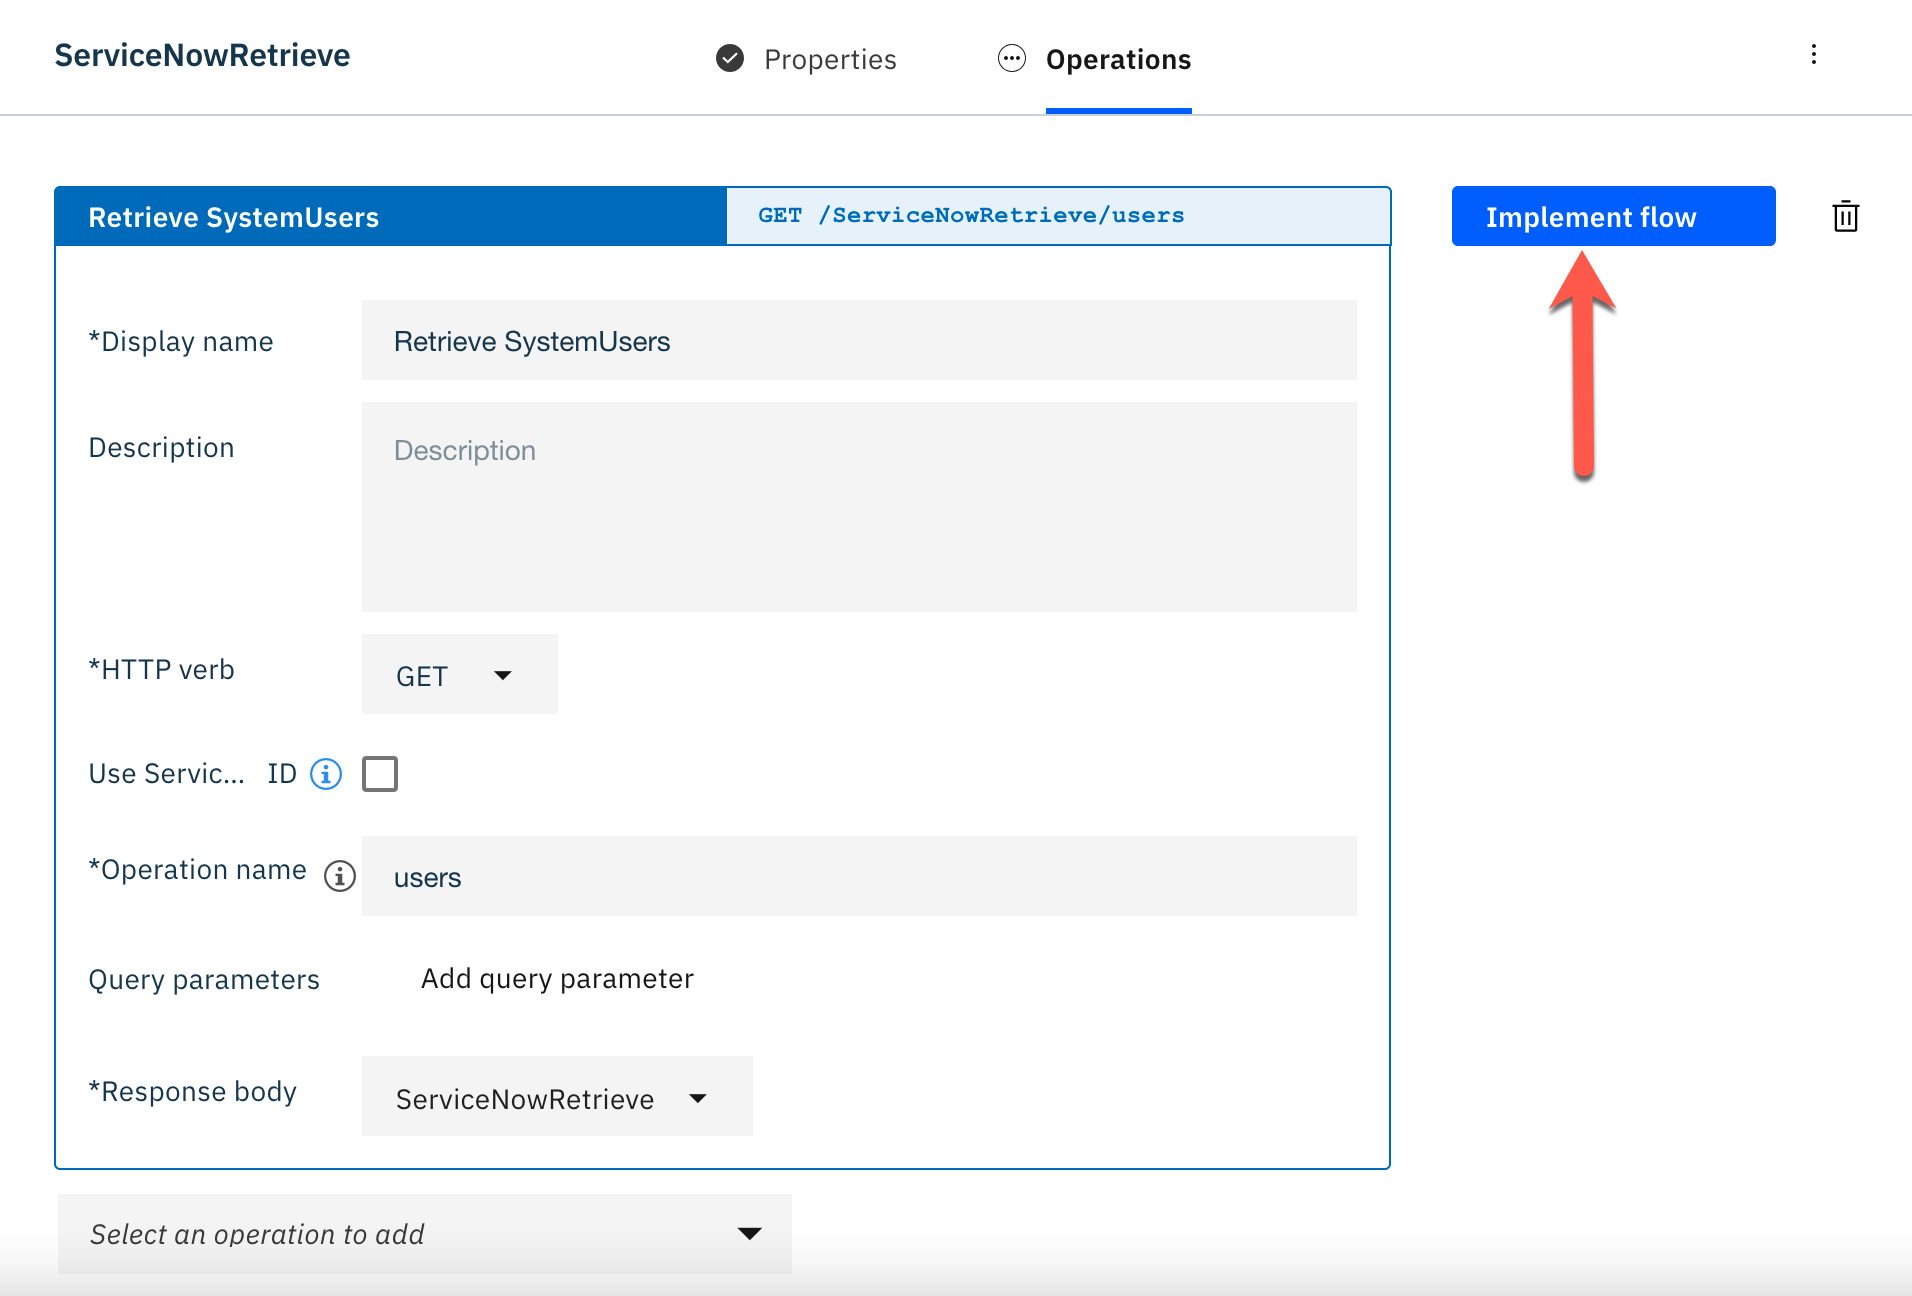 ServiceNowRetrieve
Properties
Operations
Retrieve SystemUsers
GET /ServiceNowRetrieve/users
Implement flow
*Display name
Retrieve SystemUsers
Description
Description
*HTTP verb
GET
Use Servic... ID
*Operation name
users
Query parameters
Add query parameter
*Response body
ServiceNowRetrieve
Select an operation to add